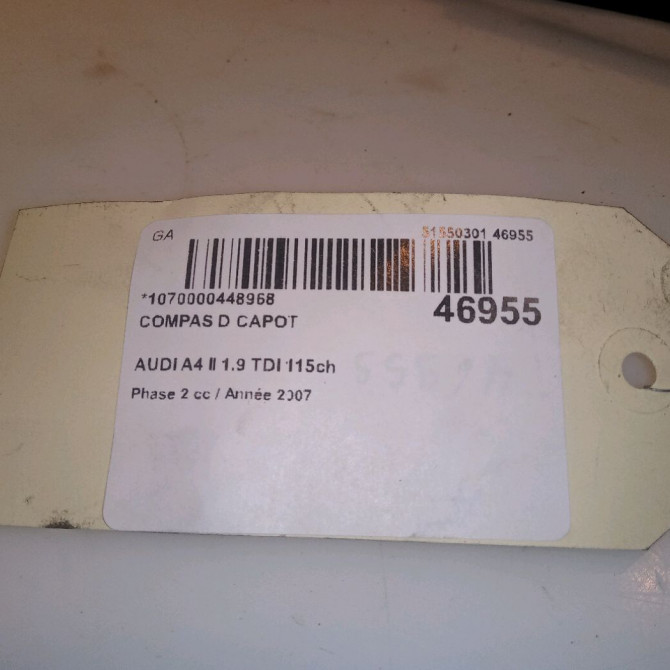 GA
51550301 46955
*1070000448968
46955
COMPAS D CAPOT
AUDI A4 II 1.9 TDI 115ch
Phase 2 cc / Année 2007